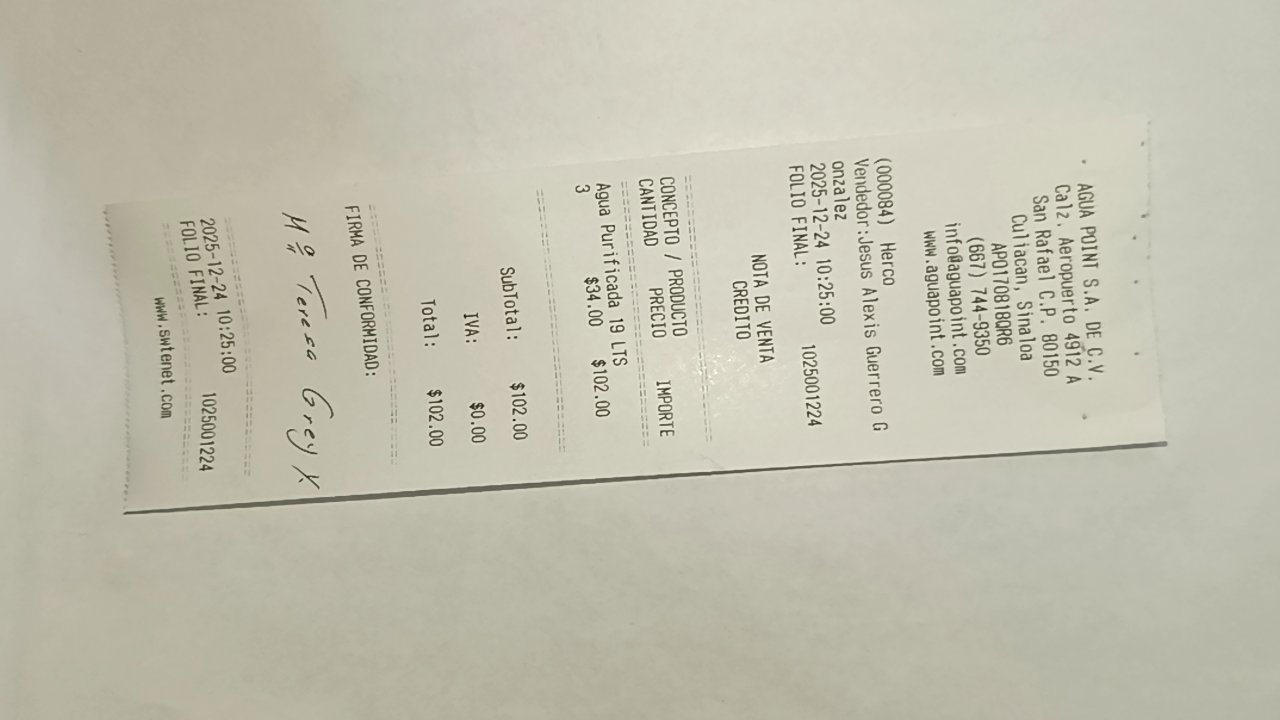 AGUA POINT S.A. DE C.V.
Calz. Aeropuerto 4912 A
San Rafael C.P. 80150
Culiacan, Sinaloa
APO170818QR6
(667) 744-9350
info@aguapoint.com
www.aguapoint.com
(000084) Herco
Vendedor:Jesus Alexis Guerrero G
onzalez
2025-12-24 10:25:00
FOLIO FINAL: 1025001224
NOTA DE VENTA
CREDITO
CONCEPTO / PRODUCTO
CANTIDAD PRECIO IMPORTE
Agua Purificada 19 LTS
3 $34.00 $102.00
SubTotal: $102.00
IVA: $0.00
Total: $102.00
FIRMA DE CONFORMIDAD:
Mª Teresa Grey X
2025-12-24 10:25:00
FOLIO FINAL: 1025001224
www.swtenet.com